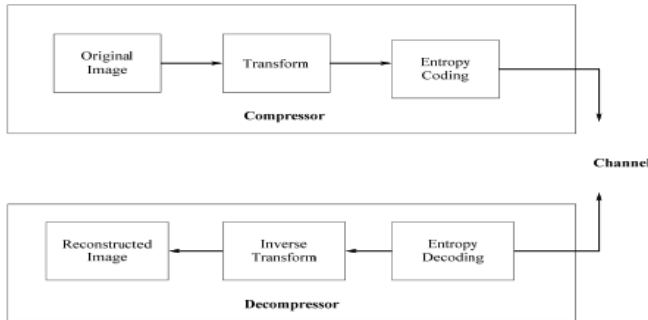 Original
Image
Transform
Entropy
Coding
Compressor
Channel
Reconstructed
Image
Inverse
Transform
Entropy
Decoding
Decompressor